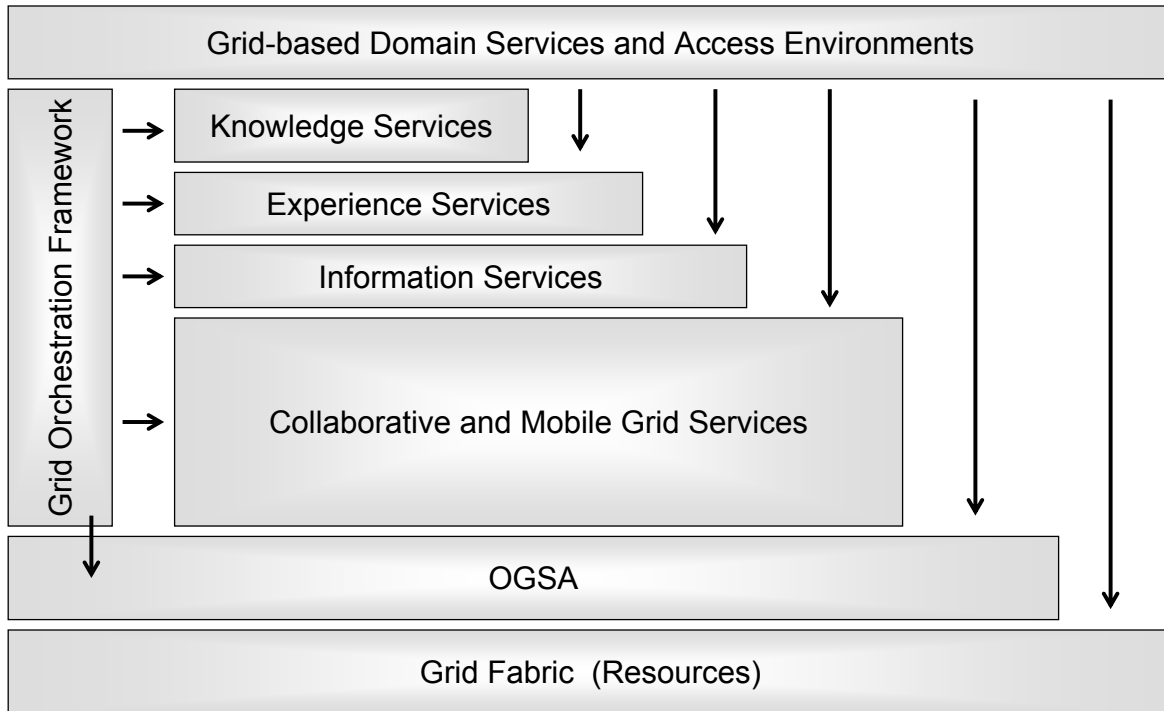 Grid-based Domain Services and Access Environments
Grid Orchestration Framework
Knowledge Services
Experience Services
Information Services
Collaborative and Mobile Grid Services
OGSA
Grid Fabric (Resources)